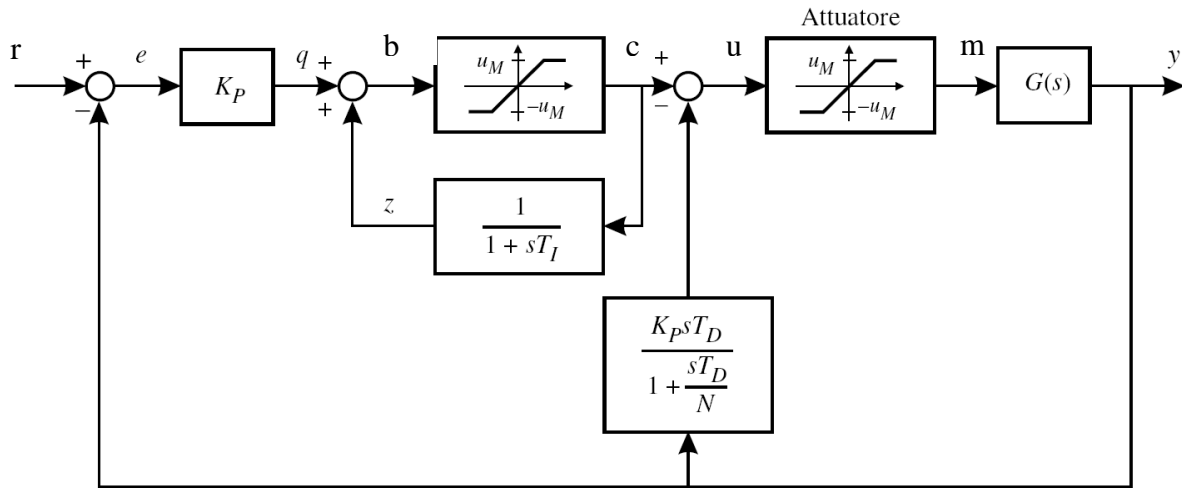 Attuatore
r
+
−
e
K_P
q
+
+
b
u_M
−u_M
c
+
−
u
u_M
−u_M
m
G(s)
y
z
1
1 + sT_I
K_P sT_D
1 + sT_D
N